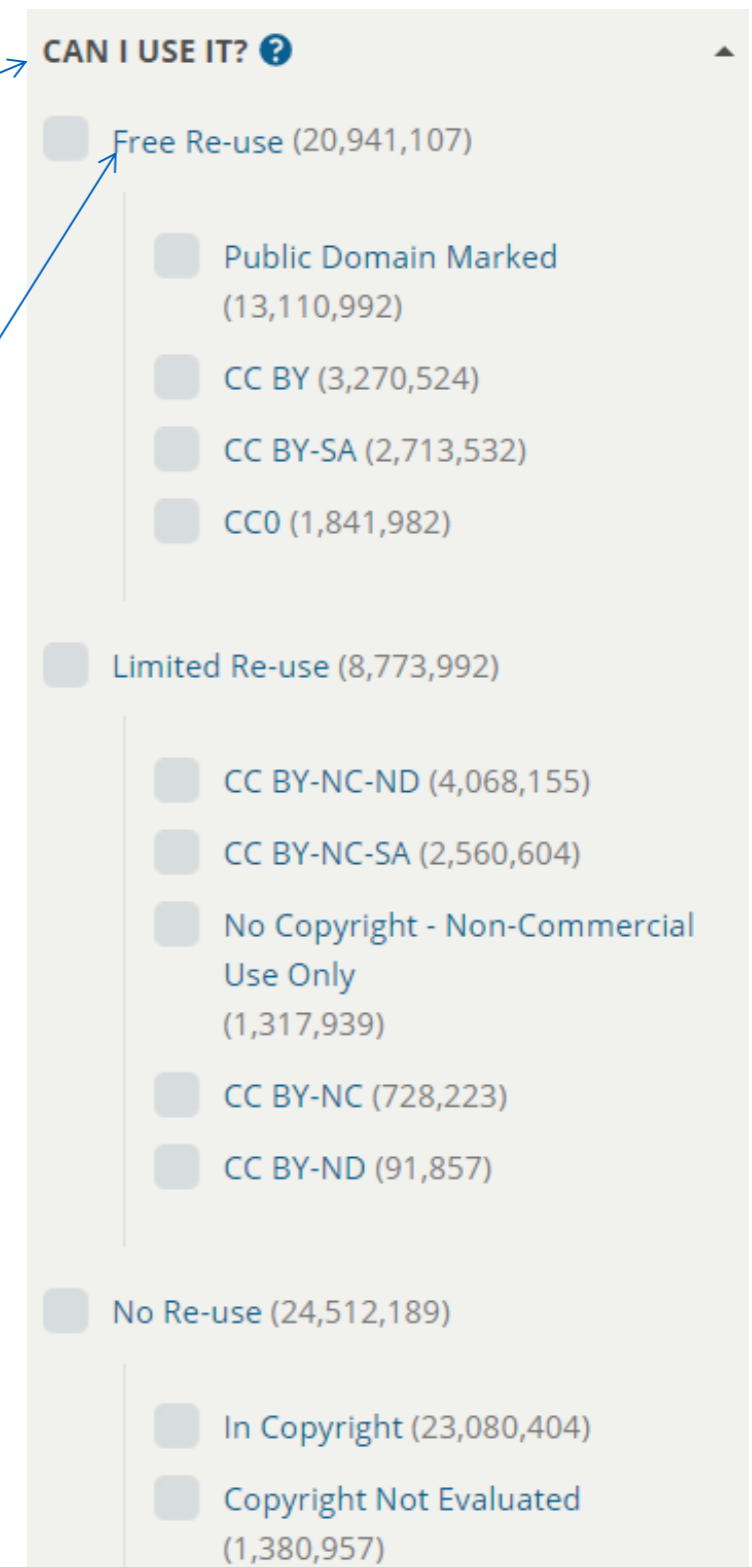 CAN I USE IT? ?
Free Re-use (20,941,107)
Public Domain Marked
(13,110,992)
CC BY (3,270,524)
CC BY-SA (2,713,532)
CC0 (1,841,982)
Limited Re-use (8,773,992)
CC BY-NC-ND (4,068,155)
CC BY-NC-SA (2,560,604)
No Copyright - Non-Commercial
Use Only
(1,317,939)
CC BY-NC (728,223)
CC BY-ND (91,857)
No Re-use (24,512,189)
In Copyright (23,080,404)
Copyright Not Evaluated
(1,380,957)